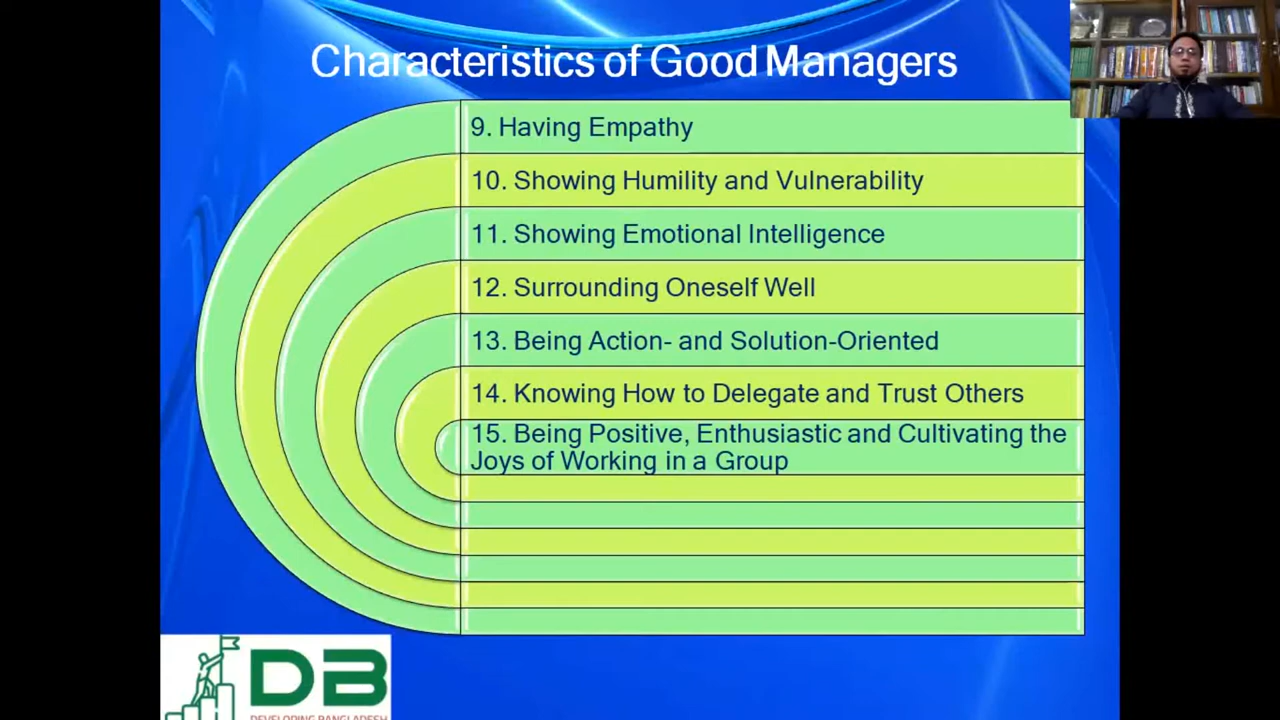 Characteristics of Good Managers
9. Having Empathy
10. Showing Humility and Vulnerability
11. Showing Emotional Intelligence
12. Surrounding Oneself Well
13. Being Action- and Solution-Oriented
14. Knowing How to Delegate and Trust Others
15. Being Positive, Enthusiastic and Cultivating the
Joys of Working in a Group
DB
DEVELOPING BANGLADESH